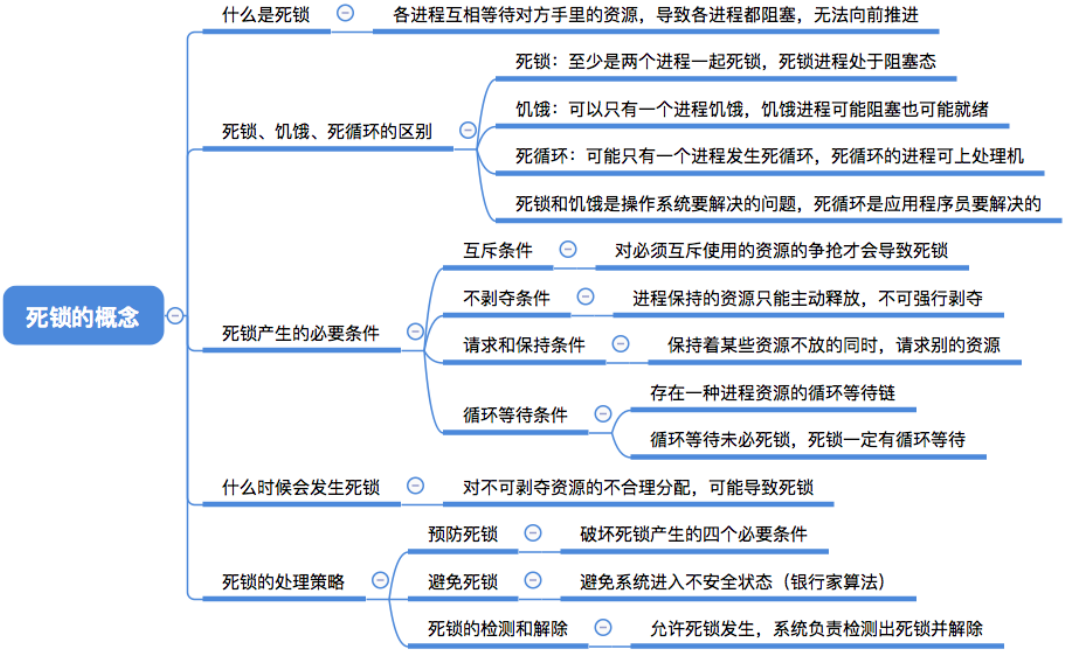 什么是死锁
各进程互相等待对方手里的资源，导致各进程都阻塞，无法向前推进
死锁、饥饿、死循环的区别
死锁：至少是两个进程一起死锁，死锁进程处于阻塞态
饥饿：可以只有一个进程饥饿，饥饿进程可能阻塞也可能就绪
死循环：可能只有一个进程发生死循环，死循环的进程可上处理机
死锁和饥饿是操作系统要解决的问题，死循环是应用程序员要解决的
死锁的概念
死锁产生的必要条件
互斥条件
对必须互斥使用的资源的争抢才会导致死锁
不剥夺条件
进程保持的资源只能主动释放，不可强行剥夺
请求和保持条件
保持着某些资源不放的同时，请求别的资源
循环等待条件
存在一种进程资源的循环等待链
循环等待未必死锁，死锁一定有循环等待
什么时候会发生死锁
对不可剥夺资源的不合理分配，可能导致死锁
死锁的处理策略
预防死锁
破坏死锁产生的四个必要条件
避免死锁
避免系统进入不安全状态（银行家算法）
死锁的检测和解除
允许死锁发生，系统负责检测出死锁并解除